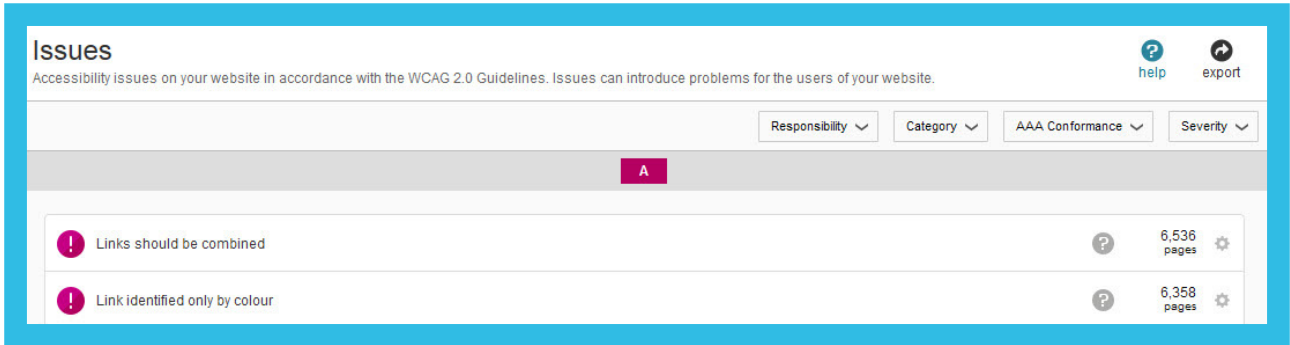 Issues
Accessibility issues on your website in accordance with the WCAG 2.0 Guidelines. Issues can introduce problems for the users of your website.
? help
export
Responsibility
Category
AAA Conformance
Severity
A
! Links should be combined ? 6,536 pages
! Link identified only by colour ? 6,358 pages